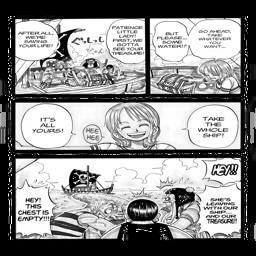 AFTER ALL,
WE'RE
SAVING
YOUR LIFE!
PATIENCE
LITTLE
LADY!
FIRST, WE
GOTTA
SEE YOUR
TREASURE!
BUT
PLEASE~
SOME
WATER!?
GO AHEAD,
TAKE
WHATEVER
YOU
WANT...
IT'S
ALL
YOURS!
HEE
HEE
TAKE
THE
WHOLE
SHIP!
HEY!
THIS
CHEST IS
EMPTY!!!
HEY!!
SHE'S
LEAVING
WITH OUR
SHIP,
AND OUR
TREASURE!!